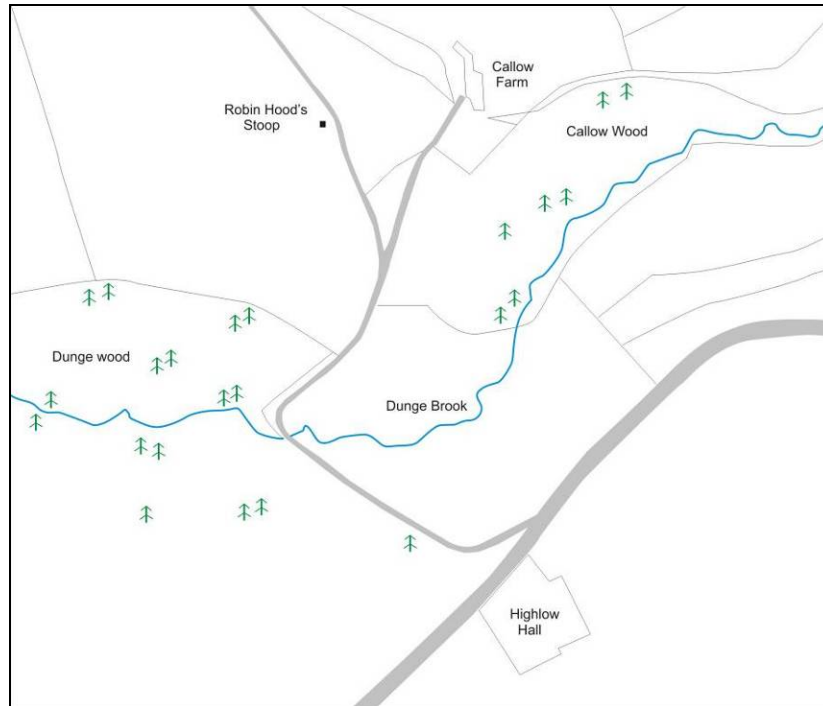 Callow
Farm
Robin Hood's
Stoop
Callow Wood
Dunge wood
Dunge Brook
Highlow
Hall